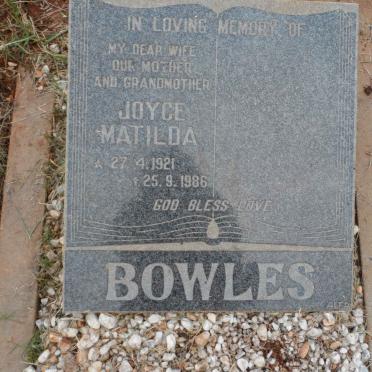 IN LOVING MEMORY OF
MY DEAR WIFE
OUR MOTHER
AND GRANDMOTHER
JOYCE
MATILDA
* 27·4·1921
† 25·9·1986
GOD BLESS LOVE
BOWLES